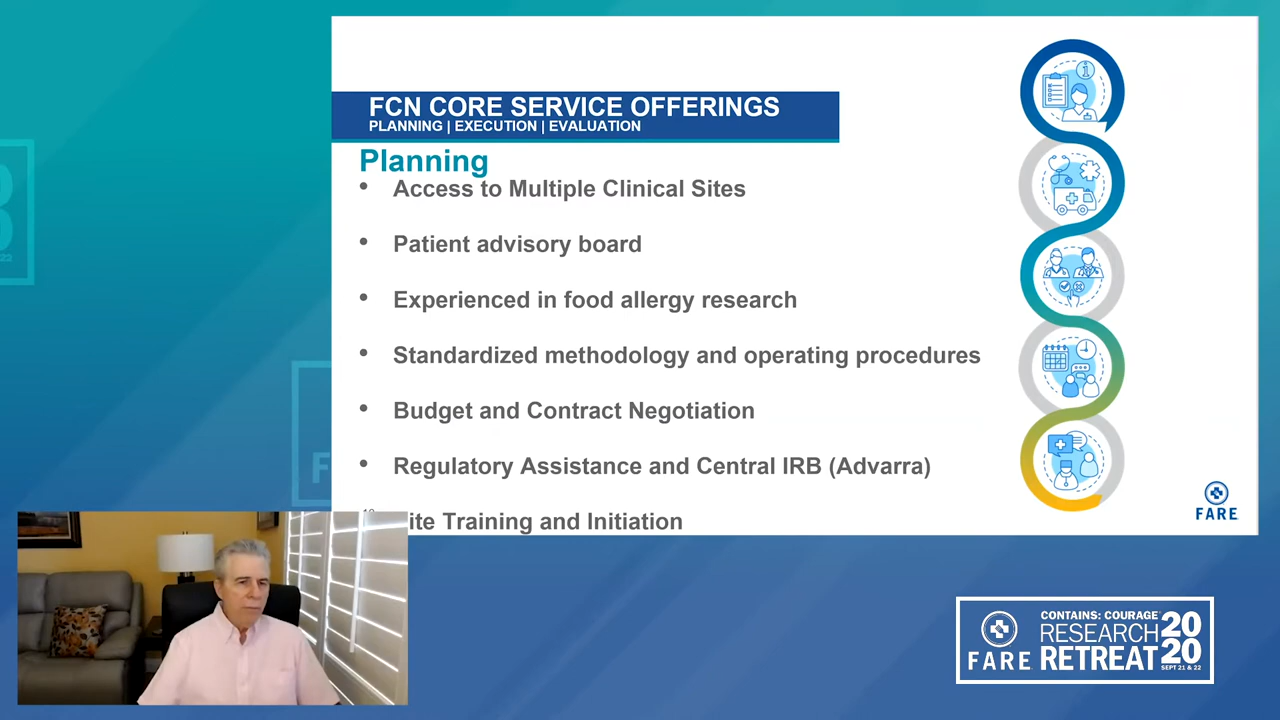 FCN CORE SERVICE OFFERINGS
PLANNING | EXECUTION | EVALUATION
Planning
• Access to Multiple Clinical Sites
• Patient advisory board
• Experienced in food allergy research
• Standardized methodology and operating procedures
• Budget and Contract Negotiation
• Regulatory Assistance and Central IRB (Advarra)
ite Training and Initiation
FARE
FARE
CONTAINS: COURAGE
RESEARCH
RETREAT
2020
SEPT 21 & 22